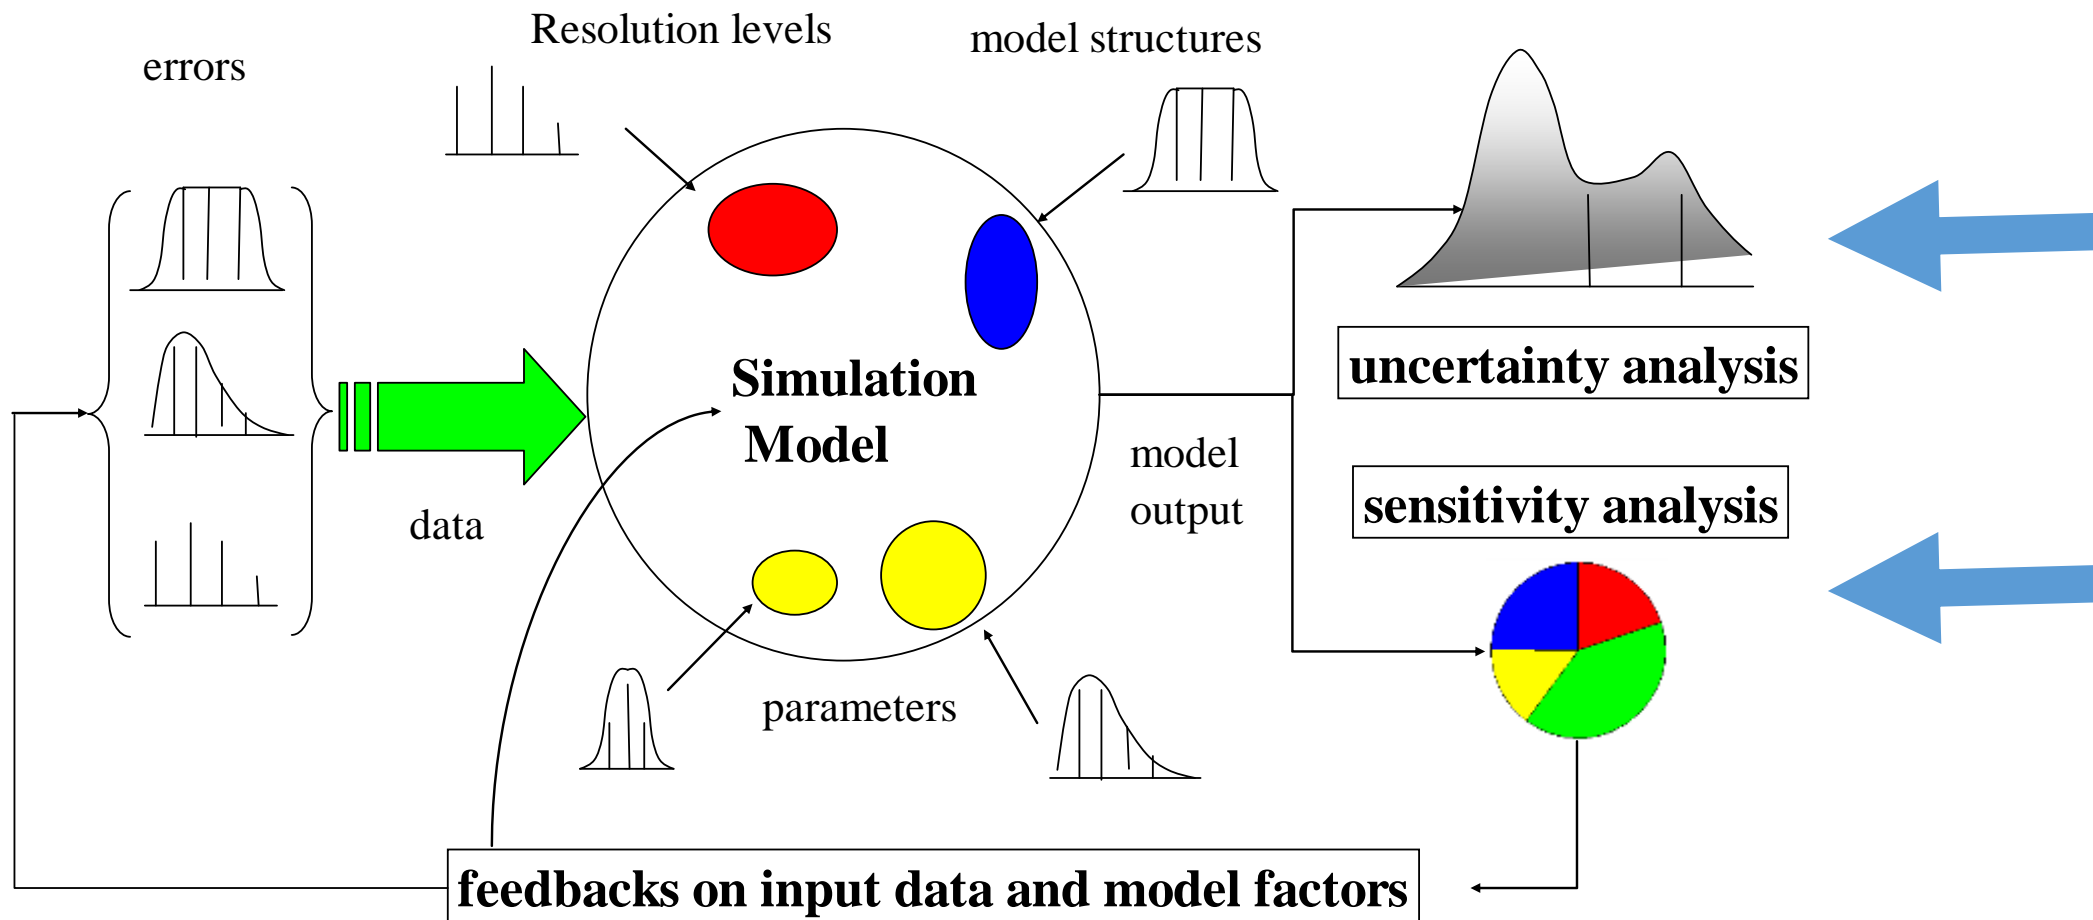 Resolution levels
model structures
errors
uncertainty analysis
Simulation
Model
model
output
sensitivity analysis
data
parameters
feedbacks on input data and model factors